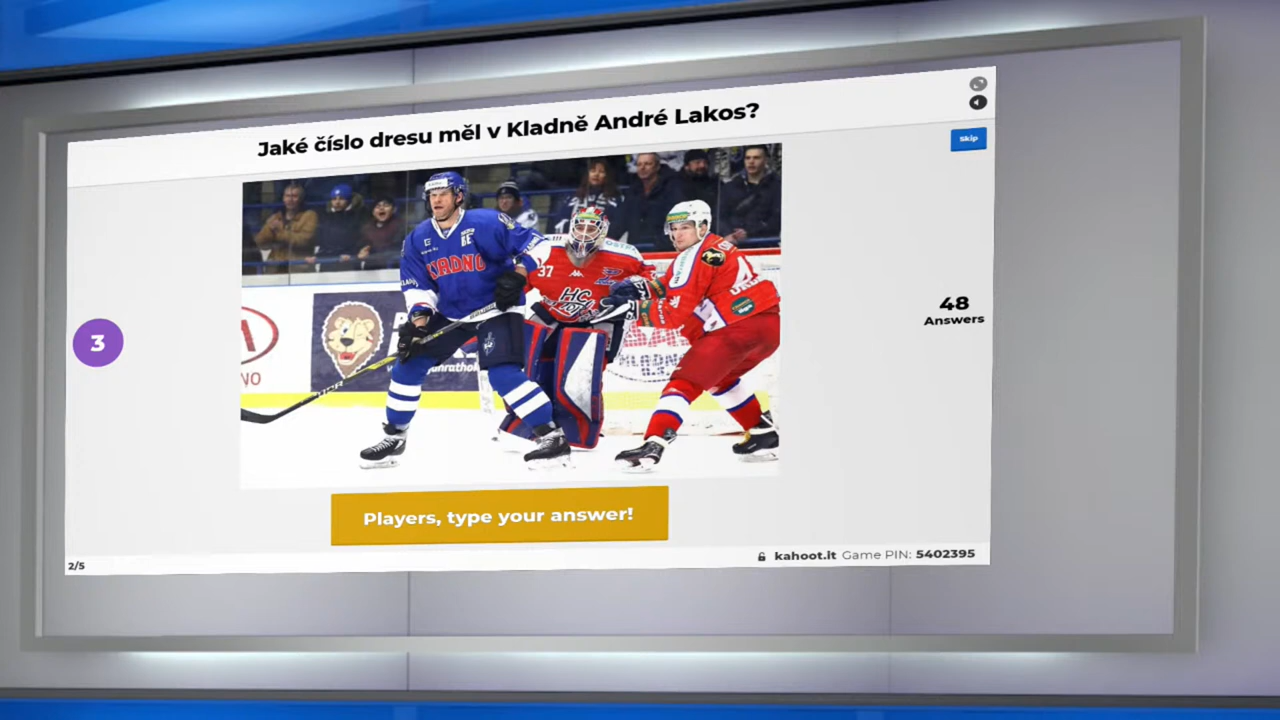 Jaké číslo dresu měl v Kladně André Lakos?
Skip
KLADNO
37
HC
3
48
Answers
NO
Players, type your answer!
2/5
kahoot.it Game PIN: 5402395